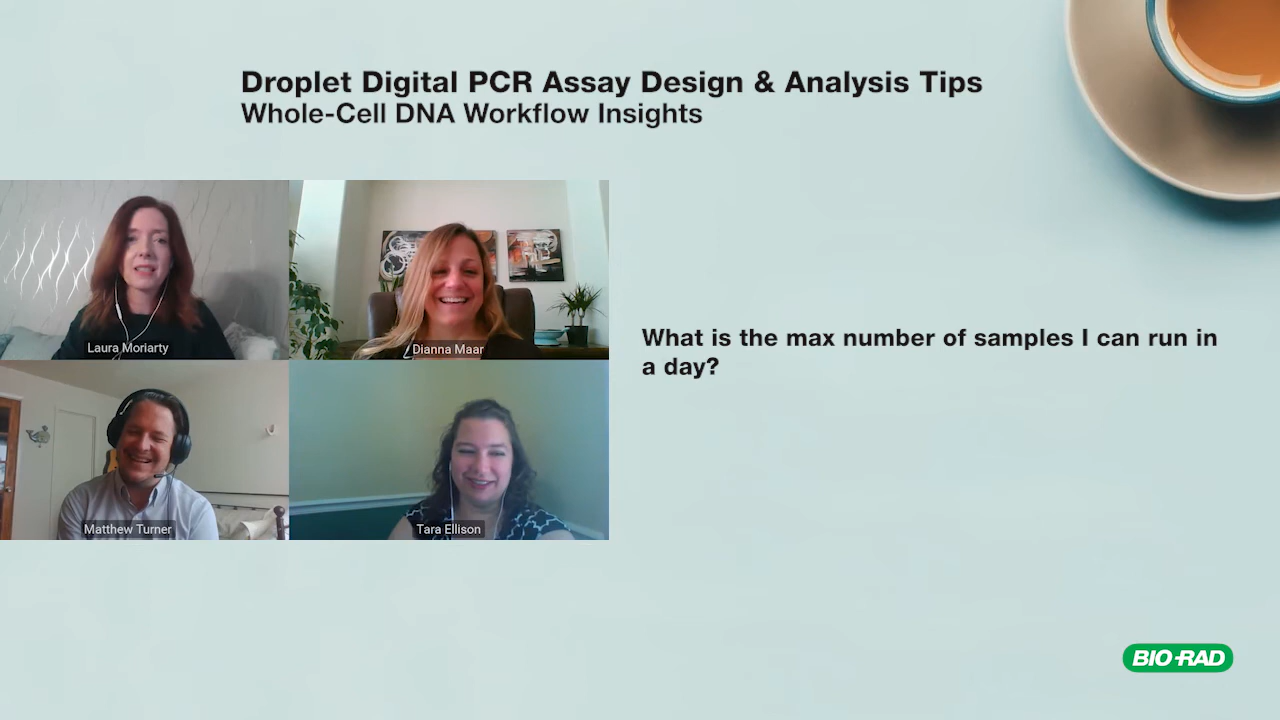 Droplet Digital PCR Assay Design & Analysis Tips
Whole-Cell DNA Workflow Insights
Laura Moriarty
Dianna Maar
What is the max number of samples I can run in
a day?
Matthew Turner
Tara Ellison
BIO-RAD